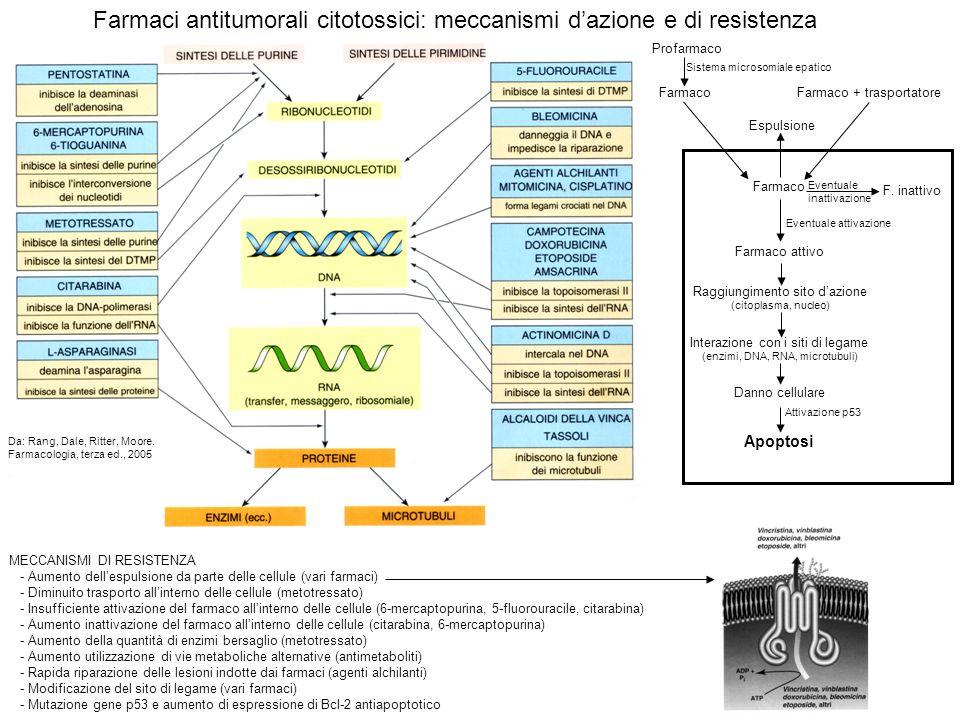 Farmaci antitumorali citotossici: meccanismi d'azione e di resistenza
SINTESI DELLE PURINE
SINTESI DELLE PIRIMIDINE
PENTOSTATINA
inibisce la deaminasi
dell'adenosina
6-MERCAPTOPURINA
6-TIOGUANINA
inibisce la sintesi delle purine
inibisce l'interconversione
dei nucleotidi
METOTRESSATO
inibisce la sintesi delle purine
inibisce la sintesi del DTMP
CITARABINA
inibisce la DNA-polimerasi
inibisce la funzione dell'RNA
L-ASPARAGINASI
deamina l'asparagina
inibisce la sintesi delle proteine
Da: Rang, Dale, Ritter, Moore.
Farmacologia, terza ed., 2005
RIBONUCLEOTIDI
DESOSSIRIBONUCLEOTIDI
DNA
RNA
(transfer, messaggero, ribosomiale)
PROTEINE
ENZIMI (ecc.)
MICROTUBULI
5-FLUOROURACILE
inibisce la sintesi di DTMP
BLEOMICINA
danneggia il DNA e
impedisce la riparazione
AGENTI ALCHILANTI
MITOMICINA, CISPLATINO
forma legami crociati nel DNA
CAMPOTECINA
DOXORUBICINA
ETOPOSIDE
AMSACRINA
inibisce la topoisomerasi II
inibisce la sintesi dell'RNA
ACTINOMICINA D
intercala nel DNA
inibisce la topoisomerasi II
inibisce la sintesi dell'RNA
ALCALOIDI DELLA VINCA
TASSOLI
inibiscono la funzione
dei microtubuli
Profarmaco
Sistema microsomiale epatico
Farmaco
Farmaco + trasportatore
Espulsione
Farmaco
Eventuale
inattivazione
F. inattivo
Eventuale attivazione
Farmaco attivo
Raggiungimento sito d'azione
(citoplasma, nucleo)
Interazione con i siti di legame
(enzimi, DNA, RNA, microtubuli)
Danno cellulare
Attivazione p53
Apoptosi
MECCANISMI DI RESISTENZA
- Aumento dell'espulsione da parte delle cellule (vari farmaci)
- Diminuito trasporto all'interno delle cellule (metotressato)
- Insufficiente attivazione del farmaco all'interno delle cellule (6-mercaptopurina, 5-fluorouracile, citarabina)
- Aumento inattivazione del farmaco all'interno delle cellule (citarabina, 6-mercaptopurina)
- Aumento della quantità di enzimi bersaglio (metotressato)
- Aumento utilizzazione di vie metaboliche alternative (antimetaboliti)
- Rapida riparazione delle lesioni indotte dai farmaci (agenti alchilanti)
- Modificazione del sito di legame (vari farmaci)
- Mutazione gene p53 e aumento di espressione di Bcl-2 antiapoptotico
Vincristina, vinblastina
doxorubicina, bleomicina
etoposide, altri
ADP +
Pi
ATP
Vincristina, vinblastina
doxorubicina, bleomicina
etoposide, altri